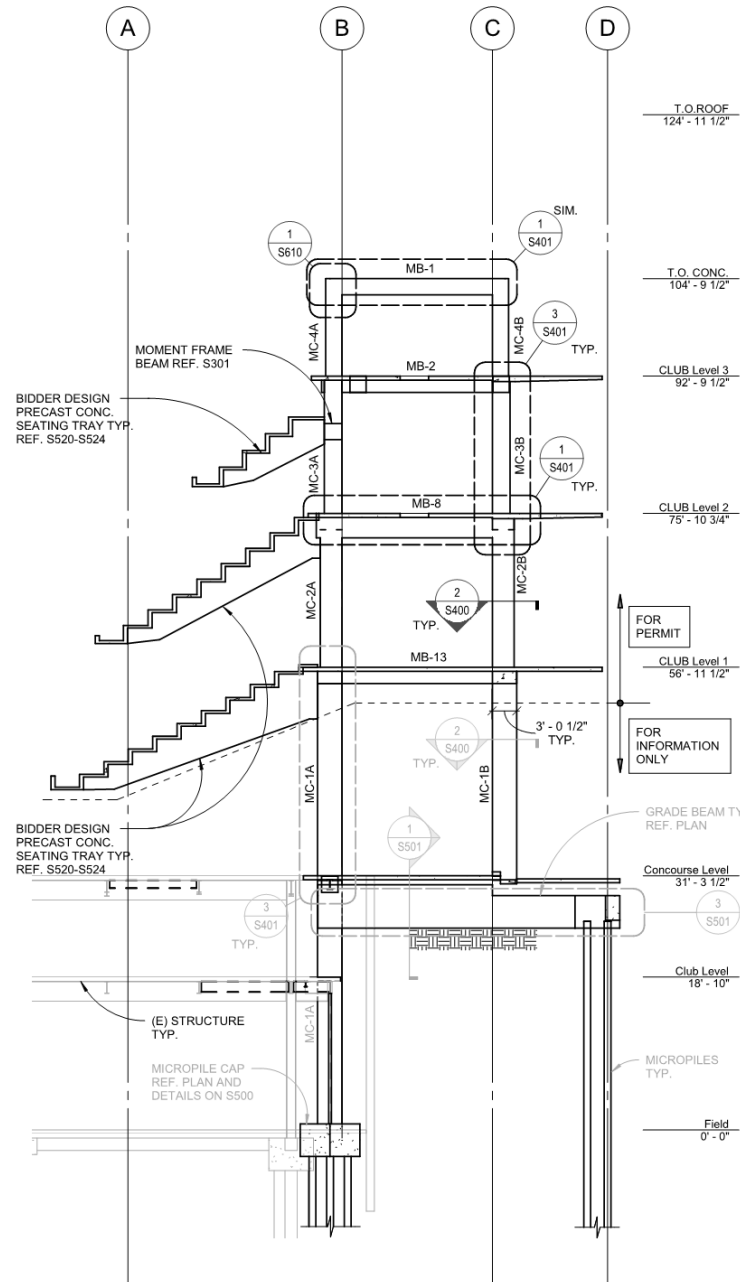 A
B
C
D
T.O.ROOF
124' - 11 1/2"
SIM.
1
S610
1
S401
MB-1
T.O. CONC.
104' - 9 1/2"
3
S401
TYP.
MC-4A
MC-4B
MOMENT FRAME
BEAM REF. S301
MB-2
CLUB Level 3
92' - 9 1/2"
BIDDER DESIGN
PRECAST CONC.
SEATING TRAY TYP.
REF. S520-S524
MC-3A
MC-3B
1
S401
TYP.
MB-8
CLUB Level 2
75' - 10 3/4"
MC-2A
MC-2B
2
S400
TYP.
FOR
PERMIT
MB-13
CLUB Level 1
56' - 11 1/2"
3' - 0 1/2"
TYP.
2
S400
TYP.
FOR
INFORMATION
ONLY
MC-1A
MC-1B
BIDDER DESIGN
PRECAST CONC.
SEATING TRAY TYP.
REF. S520-S524
1
S501
GRADE BEAM TY
REF. PLAN
Concourse Level
31' - 3 1/2"
3
S401
TYP.
3
S501
Club Level
18' - 10"
(E) STRUCTURE
TYP.
MC-1A
MICROPILE CAP
REF. PLAN AND
DETAILS ON S500
MICROPILES
TYP.
Field
0' - 0"